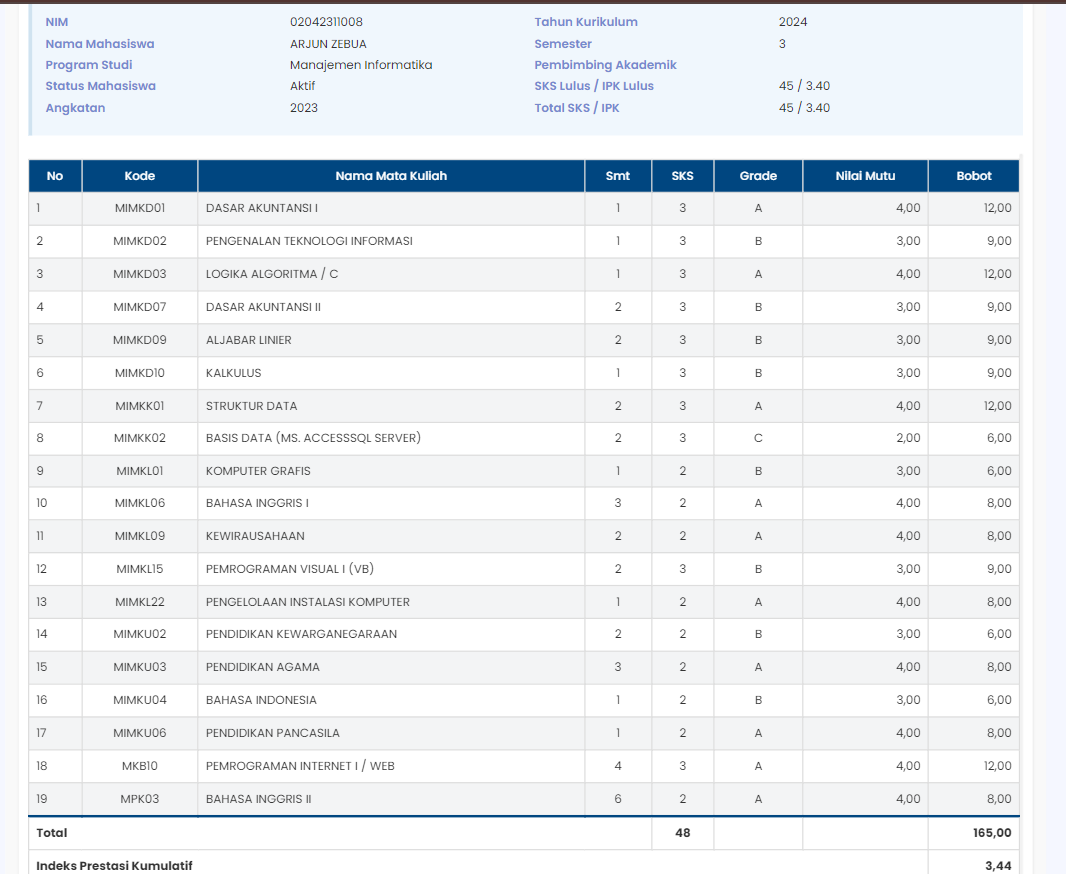 NIM 02042311008 Tahun Kurikulum 2024
Nama Mahasiswa ARJUN ZEBUA Semester 3
Program Studi Manajemen Informatika Pembimbing Akademik
Status Mahasiswa Aktif SKS Lulus / IPK Lulus 45 / 3.40
Angkatan 2023 Total SKS / IPK 45 / 3.40
No Kode Nama Mata Kuliah Smt SKS Grade Nilai Mutu Bobot
1 MIMKD01 DASAR AKUNTANSI I 1 3 A 4,00 12,00
2 MIMKD02 PENGENALAN TEKNOLOGI INFORMASI 1 3 B 3,00 9,00
3 MIMKD03 LOGIKA ALGORITMA / C 1 3 A 4,00 12,00
4 MIMKD07 DASAR AKUNTANSI II 2 3 B 3,00 9,00
5 MIMKD09 ALJABAR LINIER 2 3 B 3,00 9,00
6 MIMKD10 KALKULUS 1 3 B 3,00 9,00
7 MIMKK01 STRUKTUR DATA 2 3 A 4,00 12,00
8 MIMKK02 BASIS DATA (MS. ACCESSSQL SERVER) 2 3 C 2,00 6,00
9 MIMKL01 KOMPUTER GRAFIS 1 2 B 3,00 6,00
10 MIMKL06 BAHASA INGGRIS I 3 2 A 4,00 8,00
11 MIMKL09 KEWIRAUSAHAAN 2 2 A 4,00 8,00
12 MIMKL15 PEMROGRAMAN VISUAL I (VB) 2 3 B 3,00 9,00
13 MIMKL22 PENGELOLAAN INSTALASI KOMPUTER 1 2 A 4,00 8,00
14 MIMKU02 PENDIDIKAN KEWARGANEGARAAN 2 2 B 3,00 6,00
15 MIMKU03 PENDIDIKAN AGAMA 3 2 A 4,00 8,00
16 MIMKU04 BAHASA INDONESIA 1 2 B 3,00 6,00
17 MIMKU06 PENDIDIKAN PANCASILA 1 2 A 4,00 8,00
18 MKB10 PEMROGRAMAN INTERNET I / WEB 4 3 A 4,00 12,00
19 MPK03 BAHASA INGGRIS II 6 2 A 4,00 8,00
Total 48 165,00
Indeks Prestasi Kumulatif 3,44